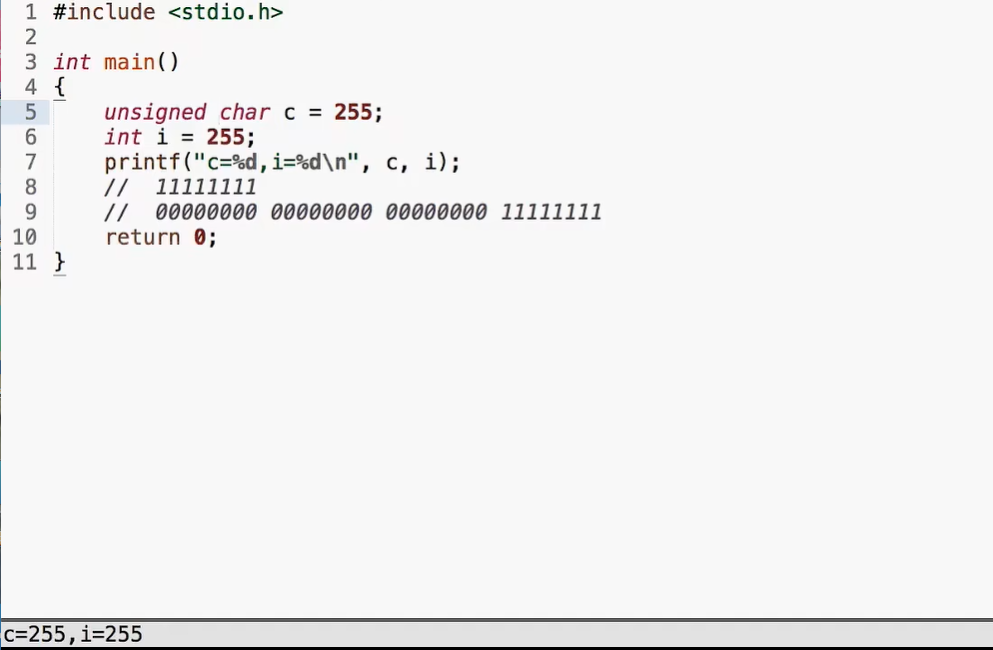 1 #include <stdio.h>
2
3 int main()
4 {
5     unsigned char c = 255;
6     int i = 255;
7     printf("c=%d,i=%d\n", c, i);
8     //  11111111
9     //  00000000 00000000 00000000 11111111
10     return 0;
11 }
c=255,i=255